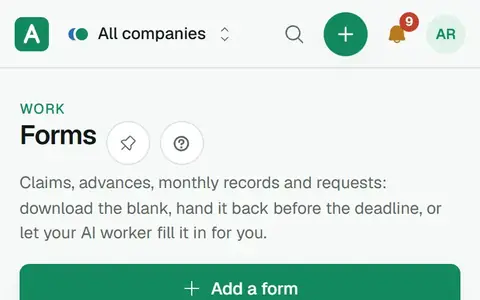 A
All companies
9
AR
WORK
Forms
Claims, advances, monthly records and requests:
download the blank, hand it back before the deadline, or
let your AI worker fill it in for you.
Add a form